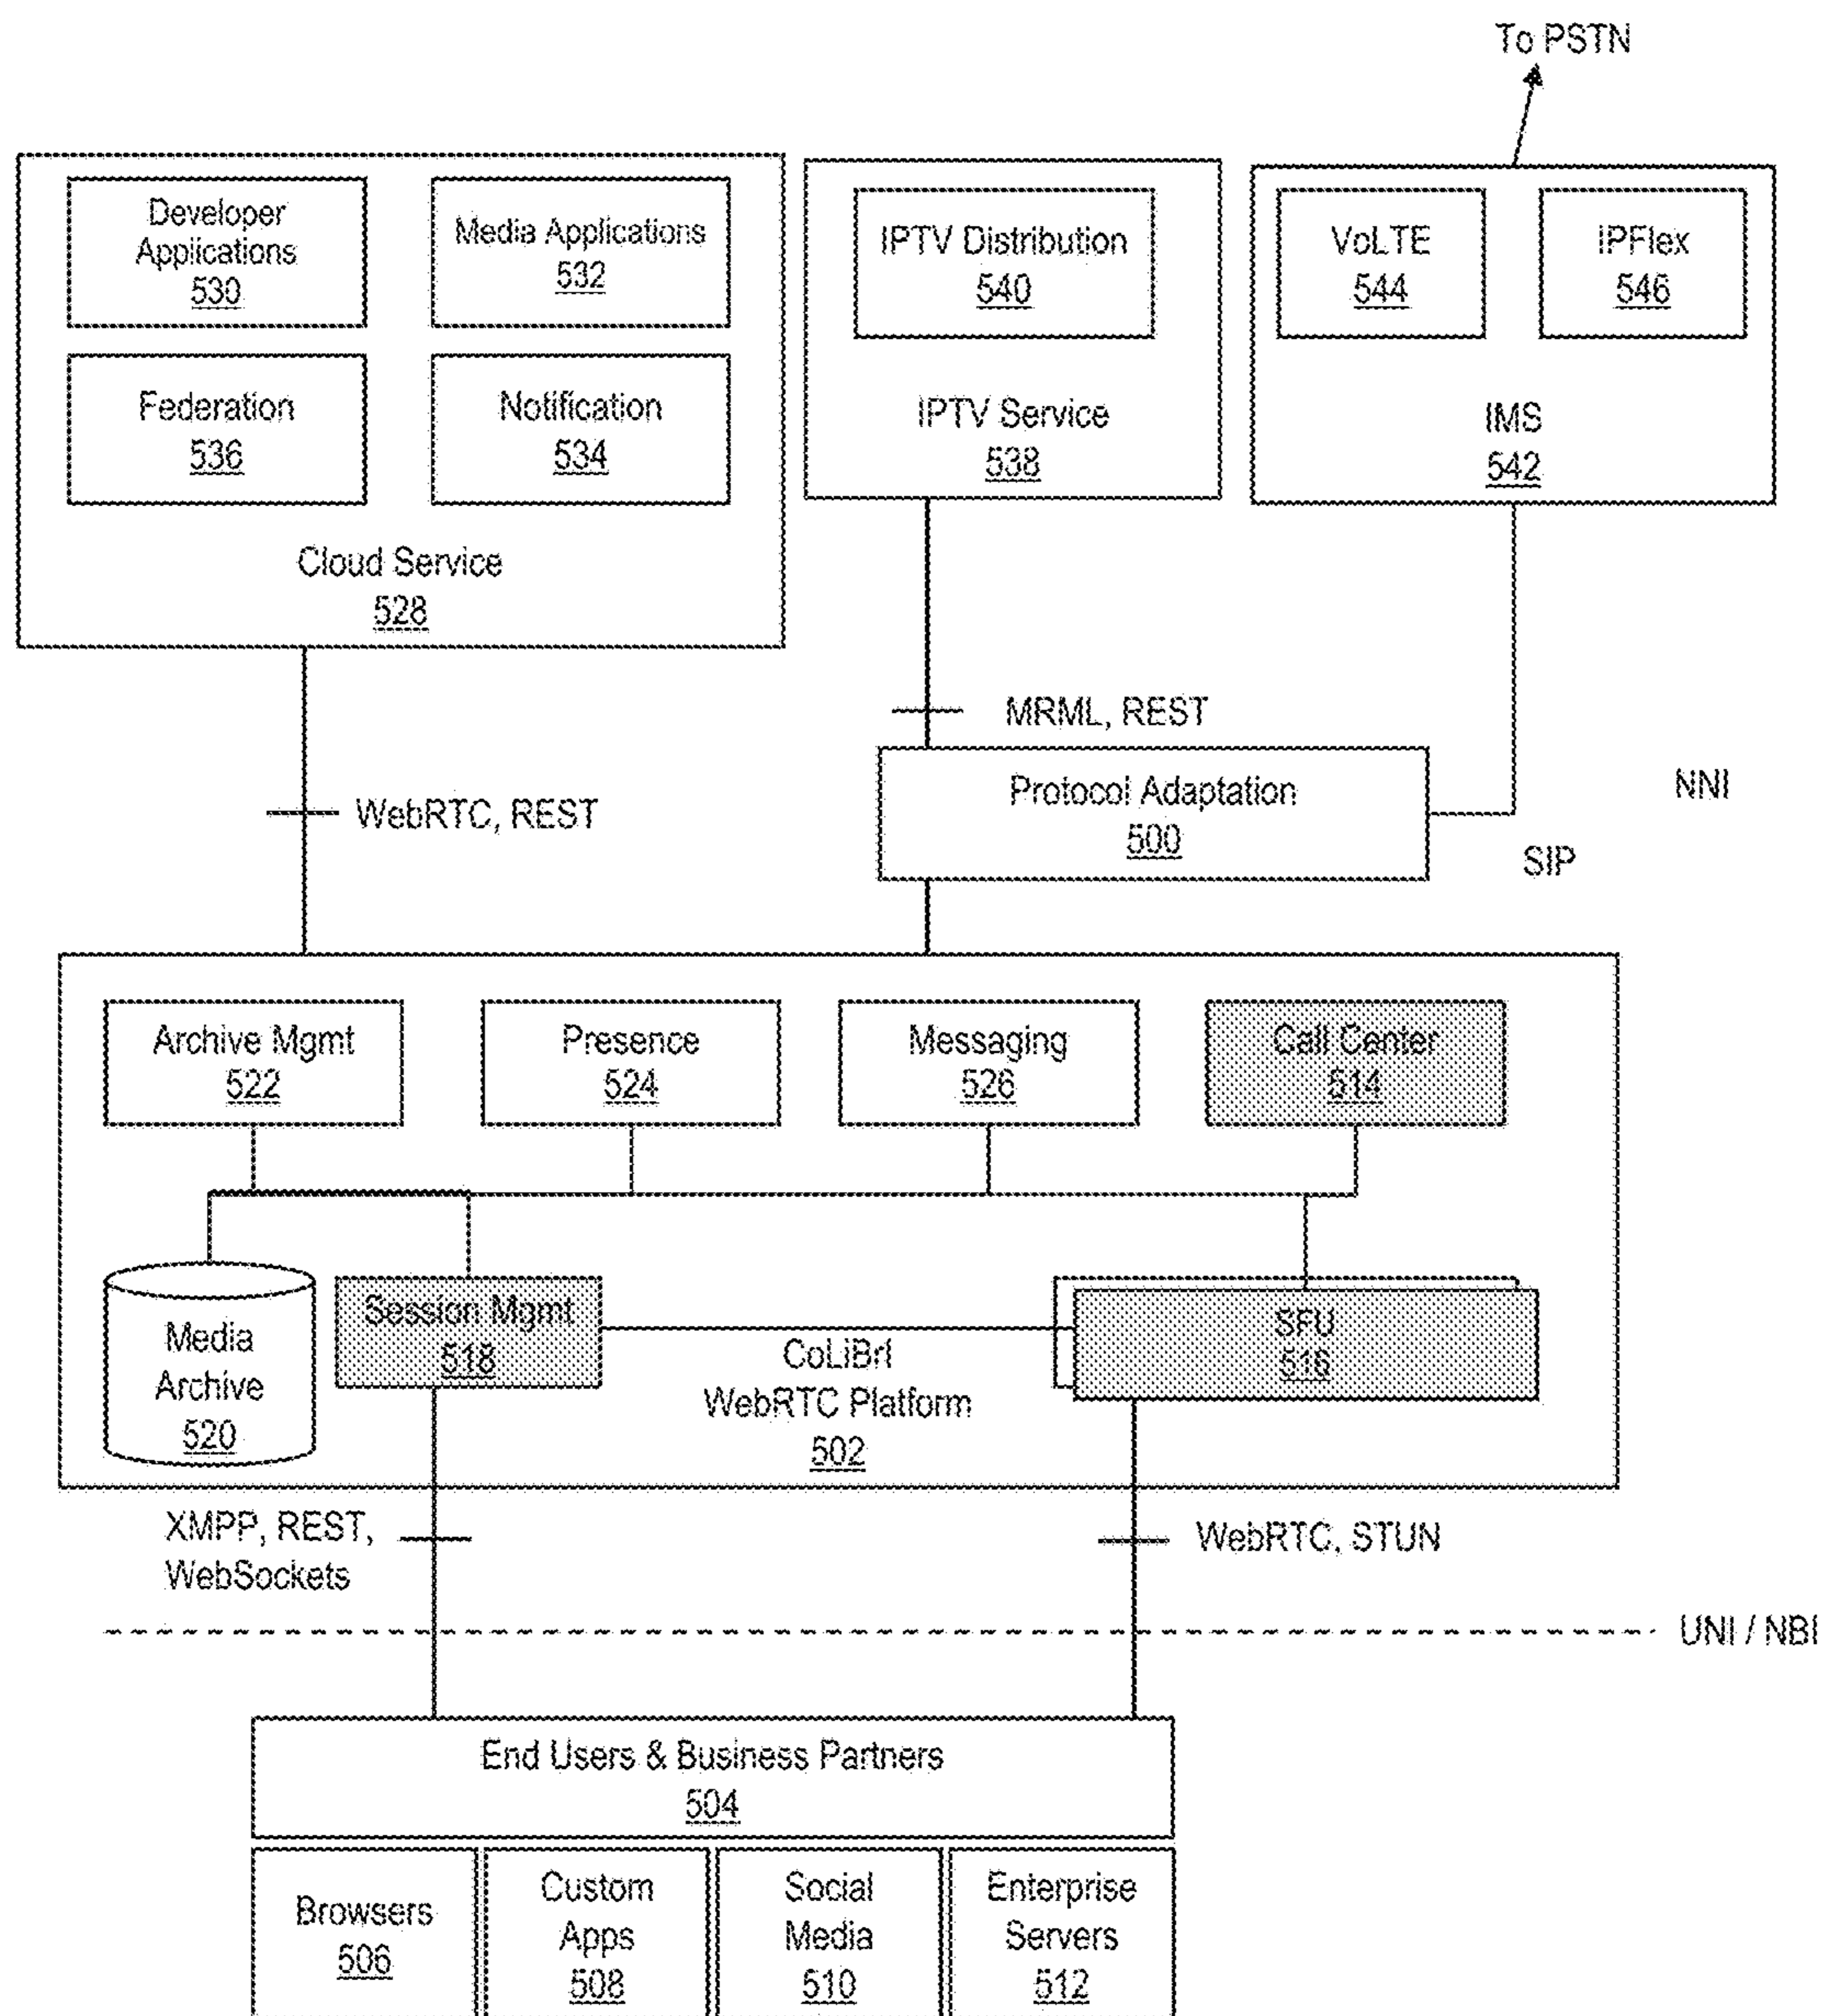 To PSTN
Developer
Applications
530
Media Applications
532
Federation
536
Notification
534
Cloud Service
528
IPTV Distribution
540
IPTV Service
538
VoLTE
544
IPFlex
546
IMS
542
MRML, REST
WebRTC, REST
Protocol Adaptation
500
NNI
SIP
Archive Mgmt
522
Presence
524
Messaging
526
Call Center
514
Media
Archive
520
Session Mgmt
518
CoLiBrI
WebRTC Platform
502
SFU
516
XMPP, REST,
WebSockets
WebRTC, STUN
UNI / NBI
End Users & Business Partners
504
Browsers
506
Custom
Apps
508
Social
Media
510
Enterprise
Servers
512